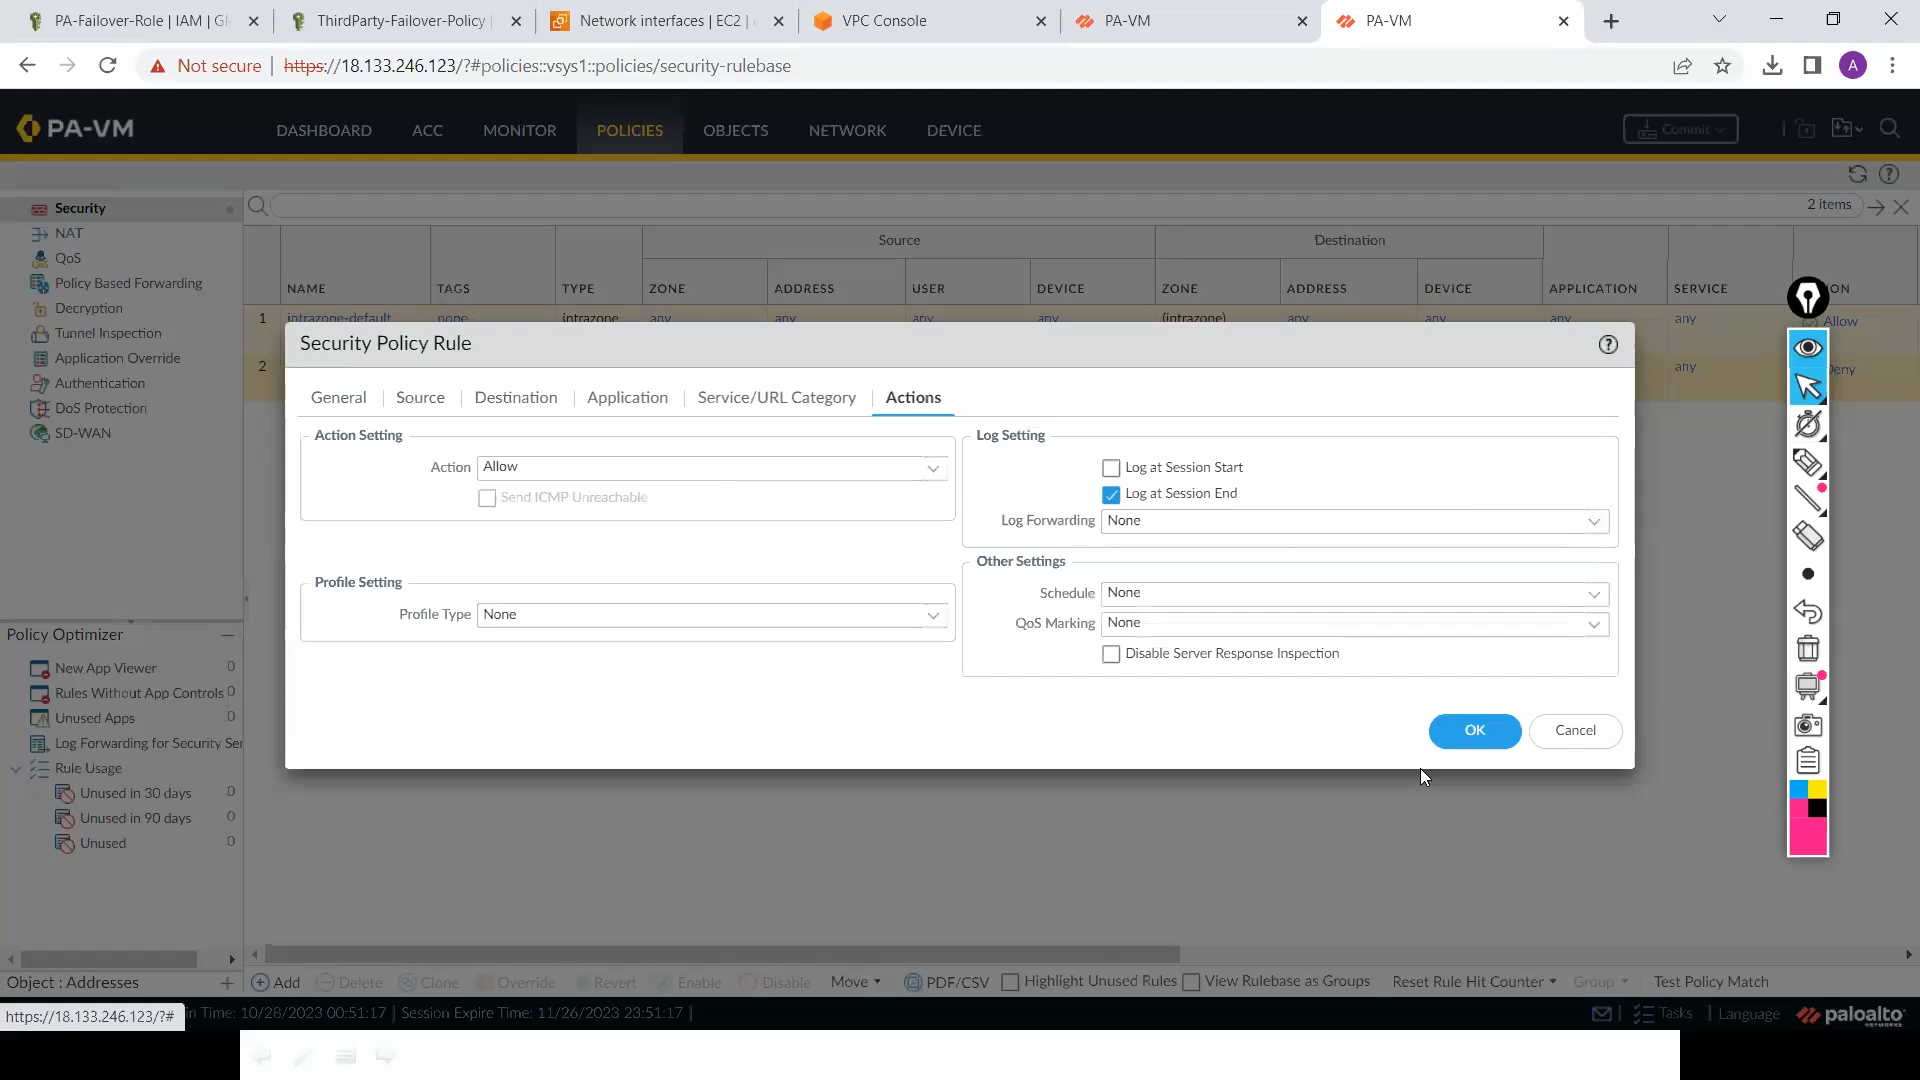 PA-Failover-Role | IAM | Gl
ThirdParty-Failover-Policy |
Network interfaces | EC2 |
VPC Console
PA-VM
PA-VM
Not secure
https://18.133.246.123/?#policies::vsys1::policies/security-rulebase
A
PA-VM
DASHBOARD
ACC
MONITOR
POLICIES
OBJECTS
NETWORK
DEVICE
Commit
Security
NAT
QoS
Policy Based Forwarding
Decryption
Tunnel Inspection
Application Override
Authentication
DoS Protection
SD-WAN
2 items
Source
Destination
NAME
TAGS
TYPE
ZONE
ADDRESS
USER
DEVICE
ZONE
ADDRESS
DEVICE
APPLICATION
SERVICE
ON
1 intrazone-default none intrazone any any any any (intrazone) any any any any Allow
2 any Deny
Security Policy Rule
General
Source
Destination
Application
Service/URL Category
Actions
Action Setting
Action Allow
Send ICMP Unreachable
Profile Setting
Profile Type None
Log Setting
Log at Session Start
Log at Session End
Log Forwarding None
Other Settings
Schedule None
QoS Marking None
Disable Server Response Inspection
OK
Cancel
Policy Optimizer
New App Viewer 0
Rules Without App Controls 0
Unused Apps 0
Log Forwarding for Security Ser
Rule Usage
Unused in 30 days 0
Unused in 90 days 0
Unused 0
Object : Addresses
Add
Delete
Clone
Override
Revert
Enable
Disable
Move
PDF/CSV
Highlight Unused Rules
View Rulebase as Groups
Reset Rule Hit Counter
Group
Test Policy Match
https://18.133.246.123/?#
in Time: 10/28/2023 00:51:17 | Session Expire Time: 11/26/2023 23:51:17 |
Tasks
Language
paloalto
NETWORKS